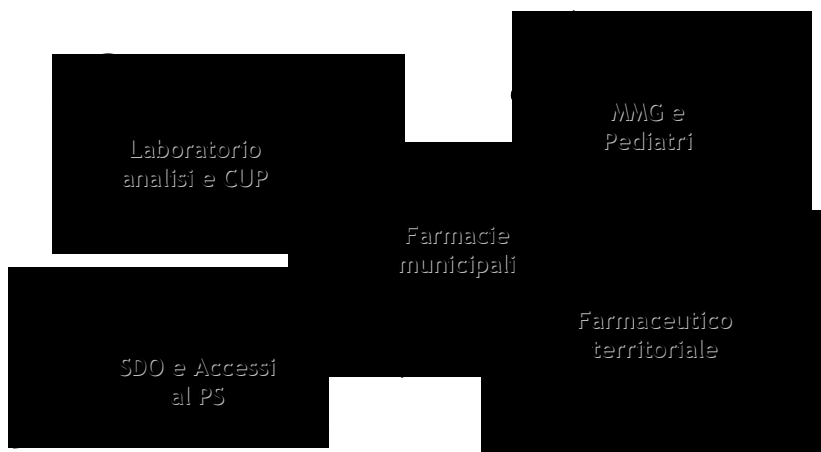 Laboratorio
analisi e CUP
MMG e
Pediatri
Farmacie
municipali
Farmaceutico
territoriale
SDO e Accessi
al PS